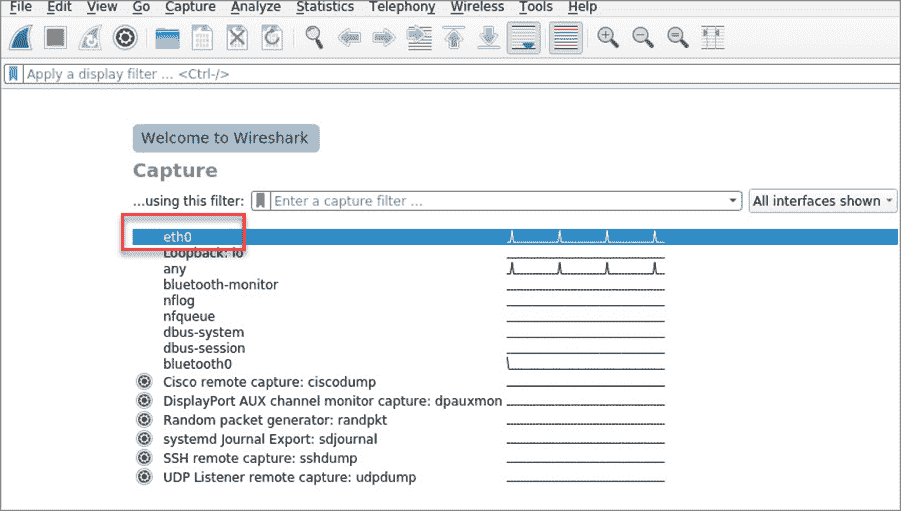 File Edit View Go Capture Analyze Statistics Telephony Wireless Tools Help
Apply a display filter ... <Ctrl-/>
Welcome to Wireshark
Capture
...using this filter: Enter a capture filter ... All interfaces shown
eth0
Loopback: lo
any
bluetooth-monitor
nflog
nfqueue
dbus-system
dbus-session
bluetooth0
Cisco remote capture: ciscodump
DisplayPort AUX channel monitor capture: dpauxmon
Random packet generator: randpkt
systemd Journal Export: sdjournal
SSH remote capture: sshdump
UDP Listener remote capture: udpdump